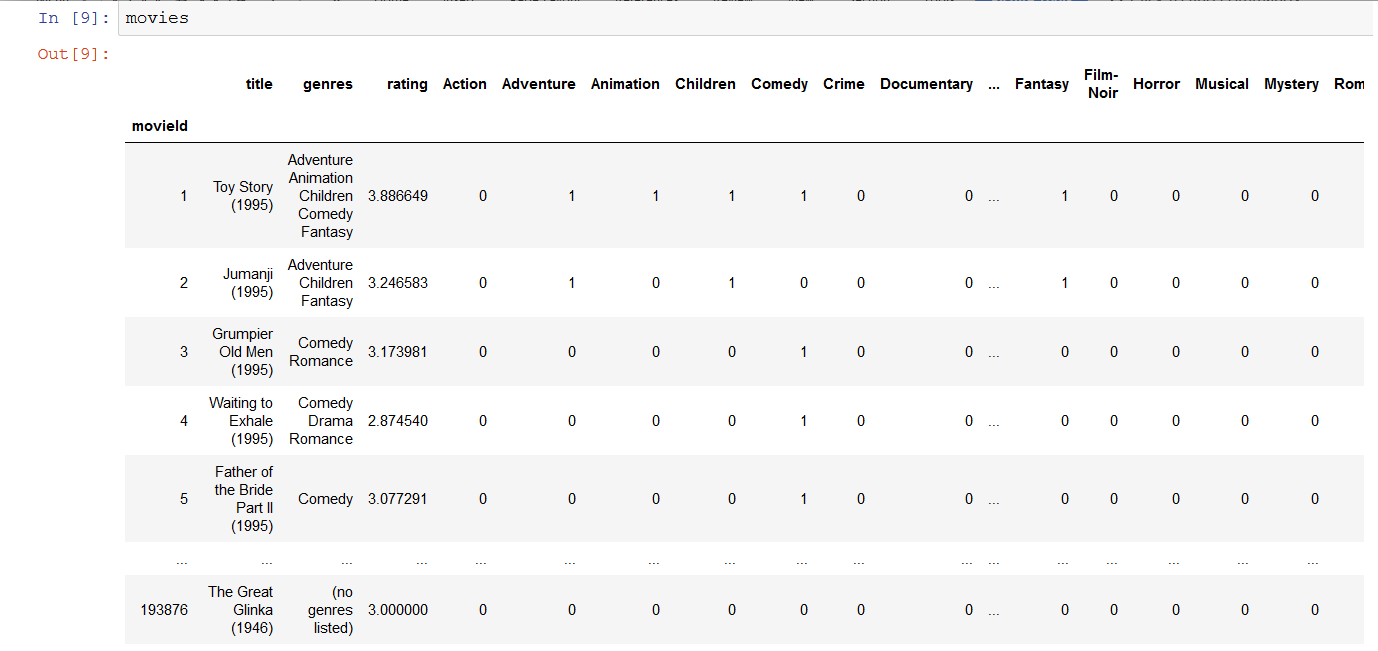 In [9]: movies
Out[9]:
title genres rating Action Adventure Animation Children Comedy Crime Documentary ... Fantasy Film-Noir Horror Musical Mystery Rom
movieId
1 Toy Story (1995) Adventure Animation Children Comedy Fantasy 3.886649 0 1 1 1 1 0 0 ... 1 0 0 0 0
2 Jumanji (1995) Adventure Children Fantasy 3.246583 0 1 0 1 0 0 0 ... 1 0 0 0 0
3 Grumpier Old Men (1995) Comedy Romance 3.173981 0 0 0 0 1 0 0 ... 0 0 0 0 0
4 Waiting to Exhale (1995) Comedy Drama Romance 2.874540 0 0 0 0 1 0 0 ... 0 0 0 0 0
5 Father of the Bride Part II (1995) Comedy 3.077291 0 0 0 0 1 0 0 ... 0 0 0 0 0
... ... ... ... ... ... ... ... ... ... ... ... ... ... ... ... ...
193876 The Great Glinka (1946) (no genres listed) 3.000000 0 0 0 0 0 0 0 ... 0 0 0 0 0